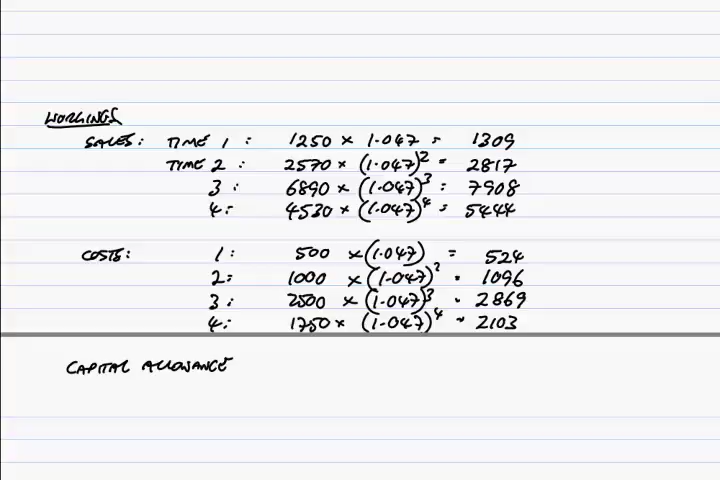 WORKINGS
SALES: TIME 1 : 1250 × 1.047 = 1309
TIME 2 : 2570 × (1.047)² = 2817
3 : 6890 × (1.047)³ = 7908
4: 4530 × (1.047)⁴ = 5444
COSTS: 1: 500 × (1.047) = 524
2: 1000 × (1.047)² = 1096
3: 2500 × (1.047)³ = 2869
4: 1750 × (1.047)⁴ = 2103
CAPITAL ALLOWANCE